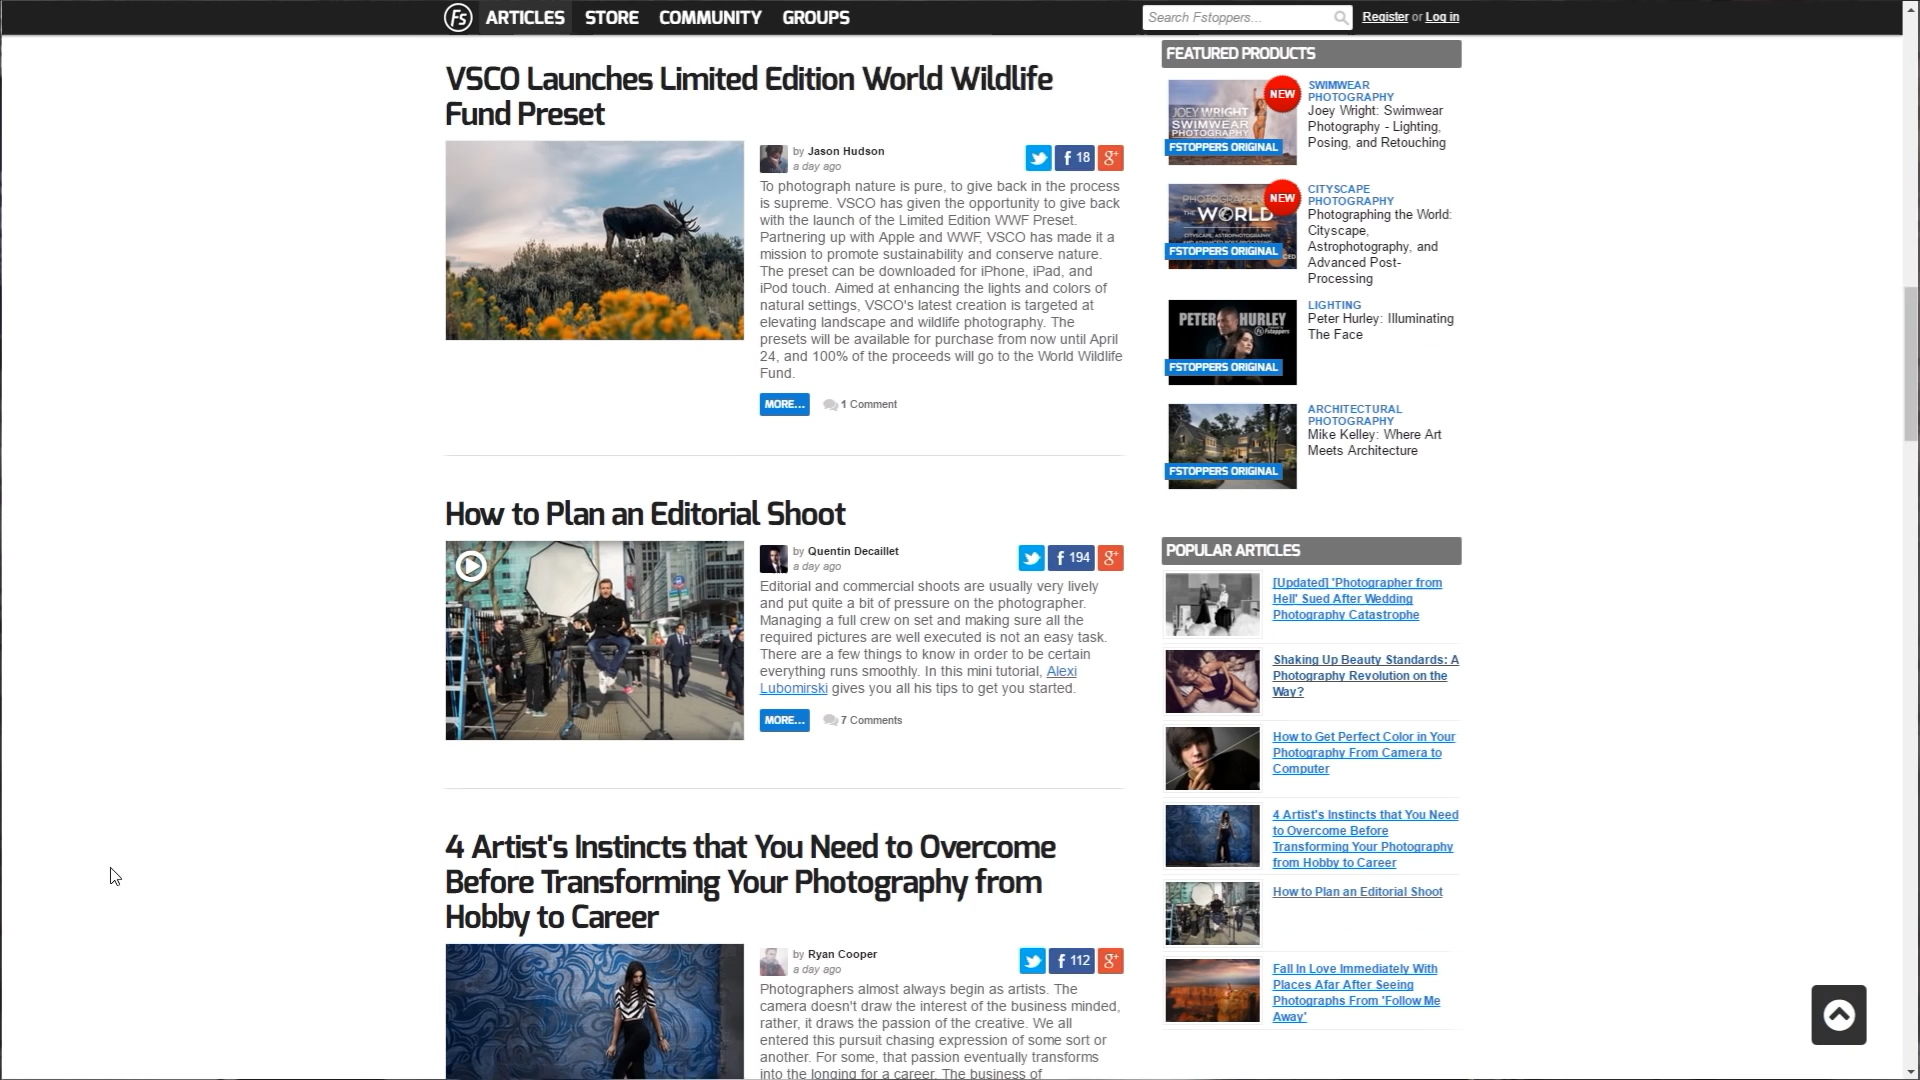 Fs ARTICLES STORE COMMUNITY GROUPS
Search Fstoppers... Register or Log in
VSCO Launches Limited Edition World Wildlife
Fund Preset
by Jason Hudson
a day ago
f 18 g+
To photograph nature is pure, to give back in the process
is supreme. VSCO has given the opportunity to give back
with the launch of the Limited Edition WWF Preset.
Partnering up with Apple and WWF, VSCO has made it a
mission to promote sustainability and conserve nature.
The preset can be downloaded for iPhone, iPad, and
iPod touch. Aimed at enhancing the lights and colors of
natural settings, VSCO's latest creation is targeted at
elevating landscape and wildlife photography. The
presets will be available for purchase from now until April
24, and 100% of the proceeds will go to the World Wildlife
Fund.
MORE... 1 Comment
How to Plan an Editorial Shoot
by Quentin Decaillet
a day ago
f 194 g+
Editorial and commercial shoots are usually very lively
and put quite a bit of pressure on the photographer.
Managing a full crew on set and making sure all the
required pictures are well executed is not an easy task.
There are a few things to know in order to be certain
everything runs smoothly. In this mini tutorial, Alexi
Lubomirski gives you all his tips to get you started.
MORE... 7 Comments
4 Artist's Instincts that You Need to Overcome
Before Transforming Your Photography from
Hobby to Career
by Ryan Cooper
a day ago
f 112 g+
Photographers almost always begin as artists. The
camera doesn't draw the interest of the business minded,
rather, it draws the passion of the creative. We all
entered this pursuit chasing expression of some sort or
another. For some, that passion eventually transforms
into the longing for a career. The business of
FEATURED PRODUCTS
NEW
JOEY WRIGHT
SWIMWEAR
PHOTOGRAPHY
FSTOPPERS ORIGINAL
SWIMWEAR
PHOTOGRAPHY
Joey Wright: Swimwear
Photography - Lighting,
Posing, and Retouching
NEW
PHOTOGRAPHING
THE WORLD
FSTOPPERS ORIGINAL
CITYSCAPE
PHOTOGRAPHY
Photographing the World:
Cityscape,
Astrophotography, and
Advanced Post-
Processing
PETER HURLEY
Fstoppers
FSTOPPERS ORIGINAL
LIGHTING
Peter Hurley: Illuminating
The Face
FSTOPPERS ORIGINAL
ARCHITECTURAL
PHOTOGRAPHY
Mike Kelley: Where Art
Meets Architecture
POPULAR ARTICLES
[Updated] 'Photographer from
Hell' Sued After Wedding
Photography Catastrophe
Shaking Up Beauty Standards: A
Photography Revolution on the
Way?
How to Get Perfect Color in Your
Photography From Camera to
Computer
4 Artist's Instincts that You Need
to Overcome Before
Transforming Your Photography
from Hobby to Career
How to Plan an Editorial Shoot
Fall In Love Immediately With
Places Afar After Seeing
Photographs From 'Follow Me
Away'